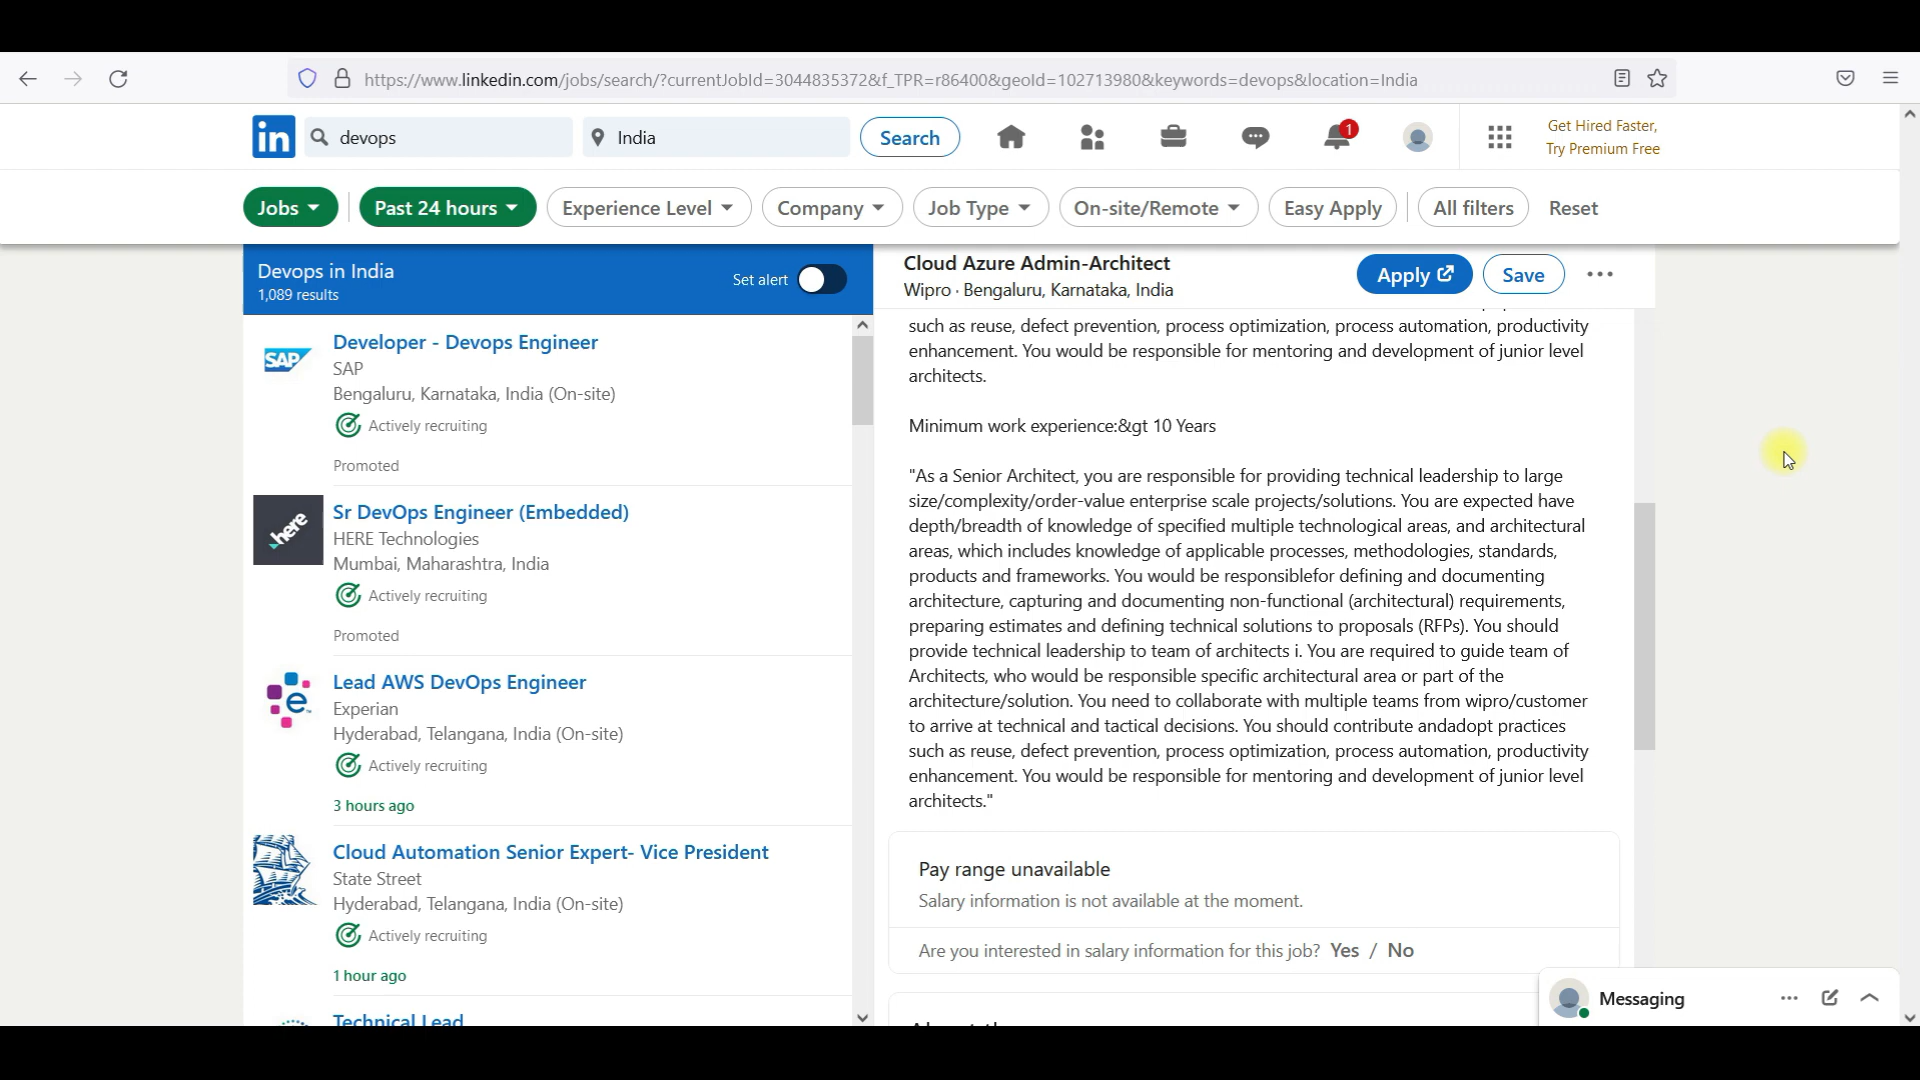 https://www.linkedin.com/jobs/search/?currentJobId=3044835372&f_TPR=r86400&geoId=102713980&keywords=devops&location=India
in
devops
India
Search
1
Get Hired Faster,
Try Premium Free
Jobs
Past 24 hours
Experience Level
Company
Job Type
On-site/Remote
Easy Apply
All filters
Reset
Devops in India
1,089 results
Set alert
SAP
Developer - Devops Engineer
SAP
Bengaluru, Karnataka, India (On-site)
Actively recruiting
Promoted
here
Sr DevOps Engineer (Embedded)
HERE Technologies
Mumbai, Maharashtra, India
Actively recruiting
Promoted
e
Lead AWS DevOps Engineer
Experian
Hyderabad, Telangana, India (On-site)
Actively recruiting
3 hours ago
Cloud Automation Senior Expert- Vice President
State Street
Hyderabad, Telangana, India (On-site)
Actively recruiting
1 hour ago
Technical Lead
Cloud Azure Admin-Architect
Wipro · Bengaluru, Karnataka, India
Apply
Save
such as reuse, defect prevention, process optimization, process automation, productivity
enhancement. You would be responsible for mentoring and development of junior level
architects.
Minimum work experience:&gt 10 Years
"As a Senior Architect, you are responsible for providing technical leadership to large
size/complexity/order-value enterprise scale projects/solutions. You are expected have
depth/breadth of knowledge of specified multiple technological areas, and architectural
areas, which includes knowledge of applicable processes, methodologies, standards,
products and frameworks. You would be responsiblefor defining and documenting
architecture, capturing and documenting non-functional (architectural) requirements,
preparing estimates and defining technical solutions to proposals (RFPs). You should
provide technical leadership to team of architects i. You are required to guide team of
Architects, who would be responsible specific architectural area or part of the
architecture/solution. You need to collaborate with multiple teams from wipro/customer
to arrive at technical and tactical decisions. You should contribute andadopt practices
such as reuse, defect prevention, process optimization, process automation, productivity
enhancement. You would be responsible for mentoring and development of junior level
architects."
Pay range unavailable
Salary information is not available at the moment.
Are you interested in salary information for this job? Yes / No
Messaging